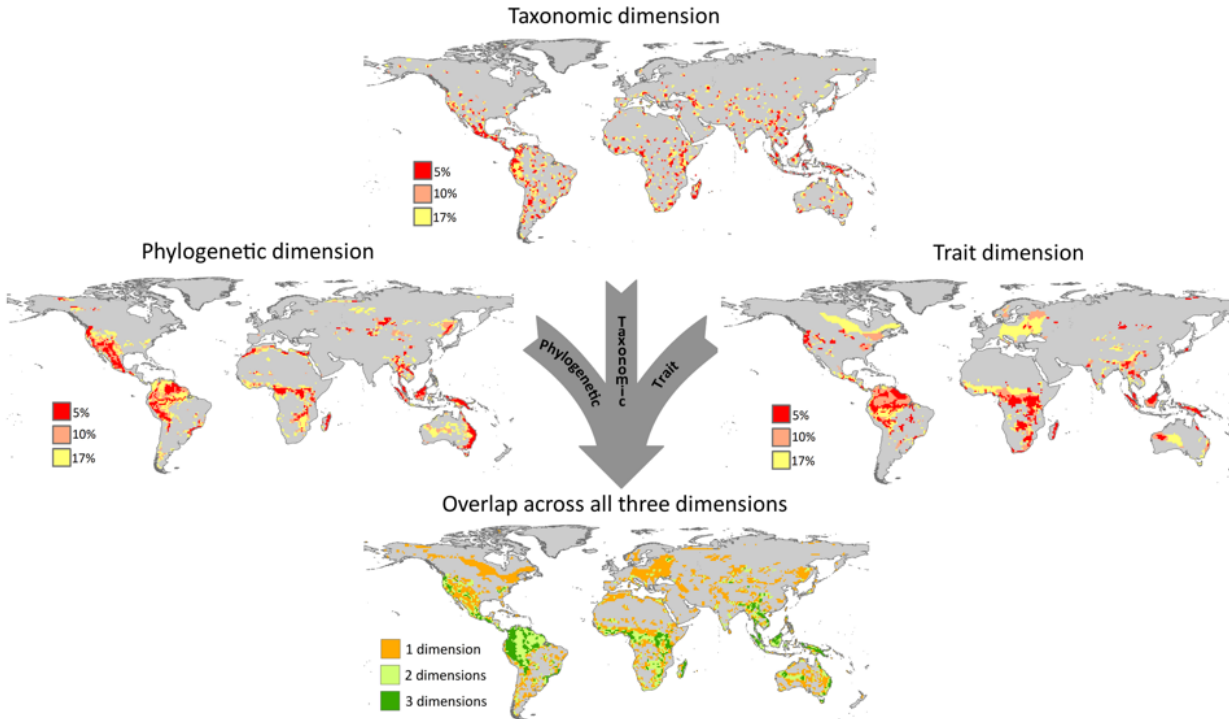 Taxonomic dimension
5%
10%
17%
Phylogenetic dimension
5%
10%
17%
Trait dimension
5%
10%
17%
Phylogenetic
Taxonomic
Trait
Overlap across all three dimensions
1 dimension
2 dimensions
3 dimensions